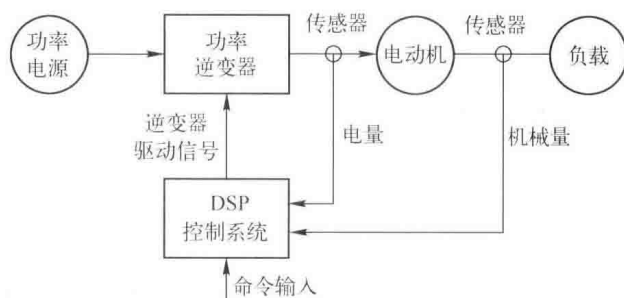 功率
电源
功率
逆变器
传感器
电动机
传感器
负载
逆变器
驱动信号
电量
机械量
DSP
控制系统
命令输入